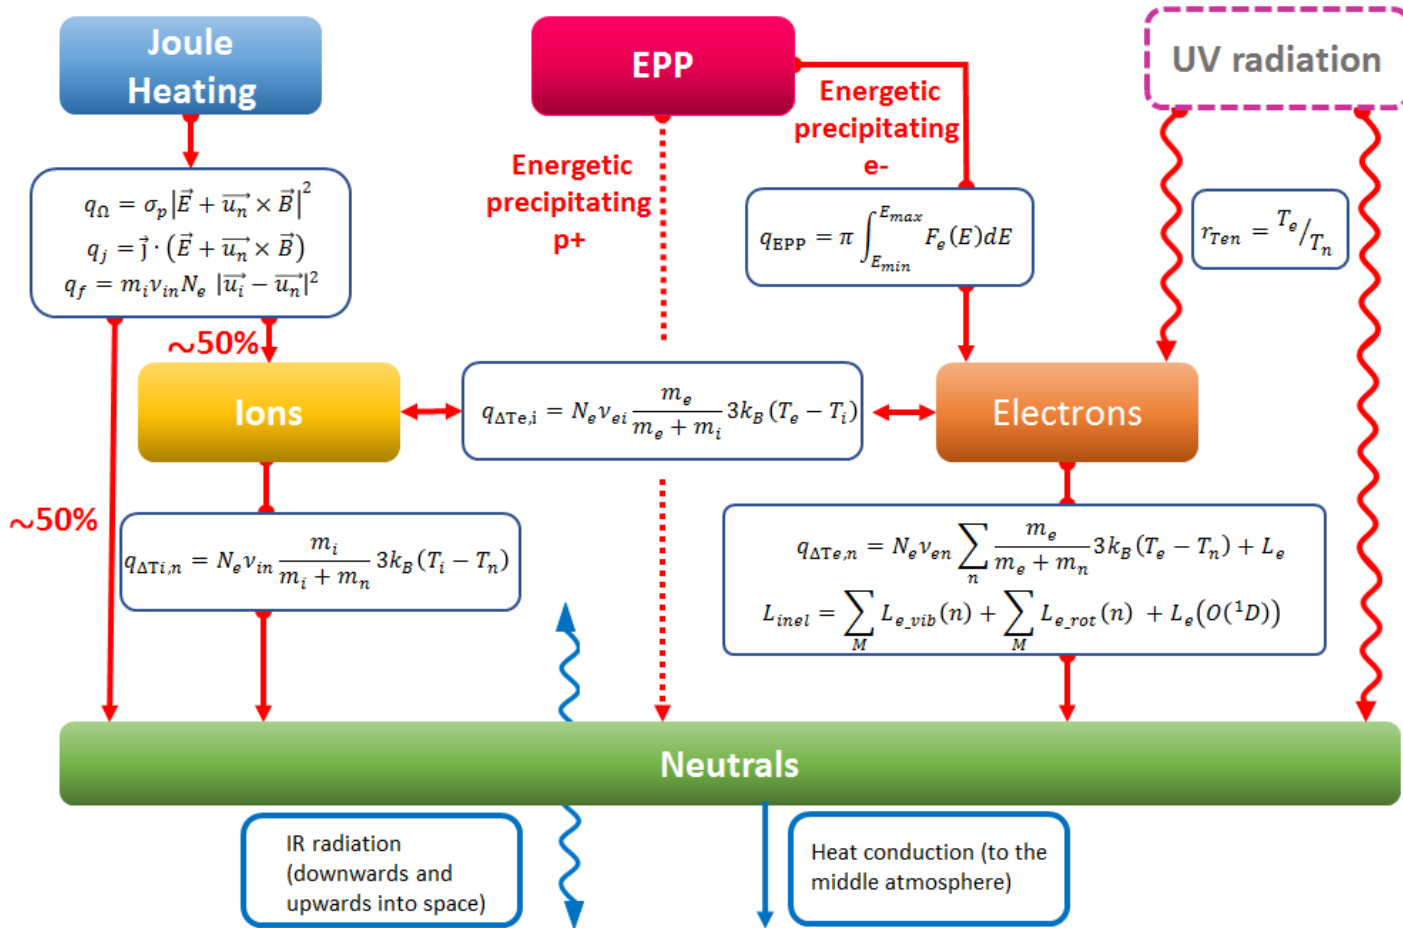 Joule
Heating
EPP
UV radiation
Energetic
precipitating
e-
Energetic
precipitating
p+
q_Ω = σ_p|E⃗ + u_n⃗ × B⃗|²
q_j = j⃗ · (E⃗ + u_n⃗ × B⃗)
q_f = m_i ν_in N_e |u_i⃗ − u_n⃗|²
q_EPP = π ∫_{E_min}^{E_max} F_e(E)dE
r_Ten = T_e/T_n
~50%
Ions
q_ΔTe,i = N_e ν_ei m_e/(m_e + m_i) 3k_B(T_e − T_i)
Electrons
~50%
q_ΔTi,n = N_e ν_in m_i/(m_i + m_n) 3k_B(T_i − T_n)
q_ΔTe,n = N_e ν_en ∑_n m_e/(m_e + m_n) 3k_B(T_e − T_n) + L_e
L_inel = ∑_M L_e_vib(n) + ∑_M L_e_rot(n) + L_e(O(¹D))
Neutrals
IR radiation
(downwards and
upwards into space)
Heat conduction (to the
middle atmosphere)